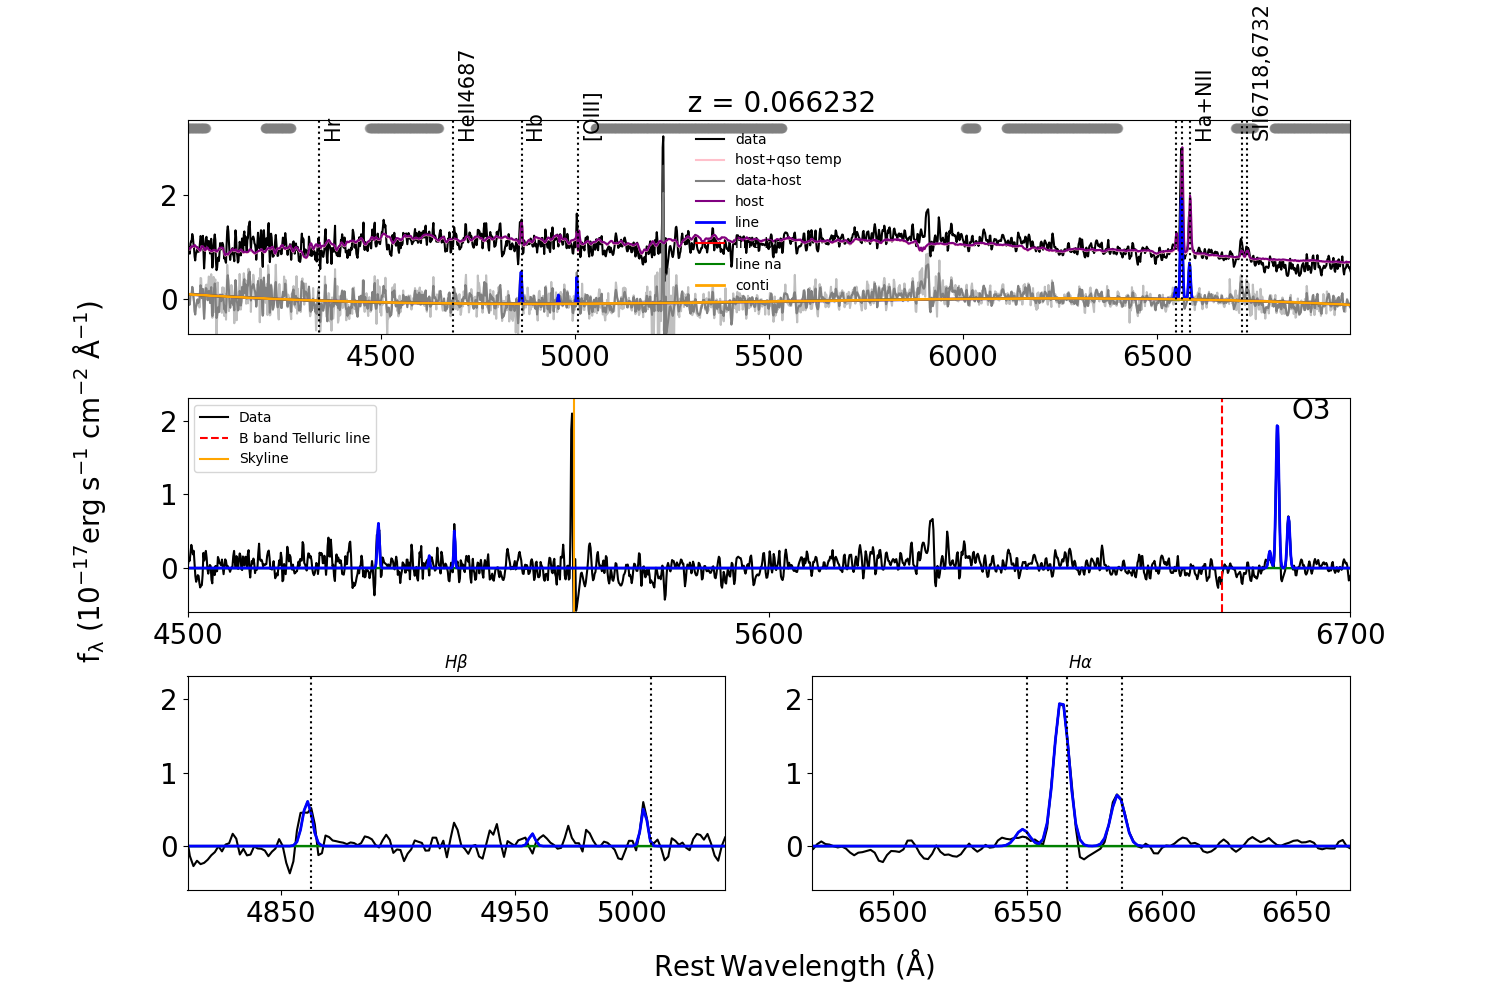 z = 0.066232
Hr
HeII4687
Hb
[OIII]
Ha+NII
SII6718,6732
data
host+qso temp
data-host
host
line
line na
conti
2
0
4500 5000 5500 6000 6500
fλ (10⁻¹⁷erg s⁻¹ cm⁻² Å⁻¹)
O3
Data
B band Telluric line
Skyline
2
1
0
4500 5600 6700
Hβ
2
1
0
4850 4900 4950 5000
Hα
2
1
0
6500 6550 6600 6650
Rest Wavelength (Å)